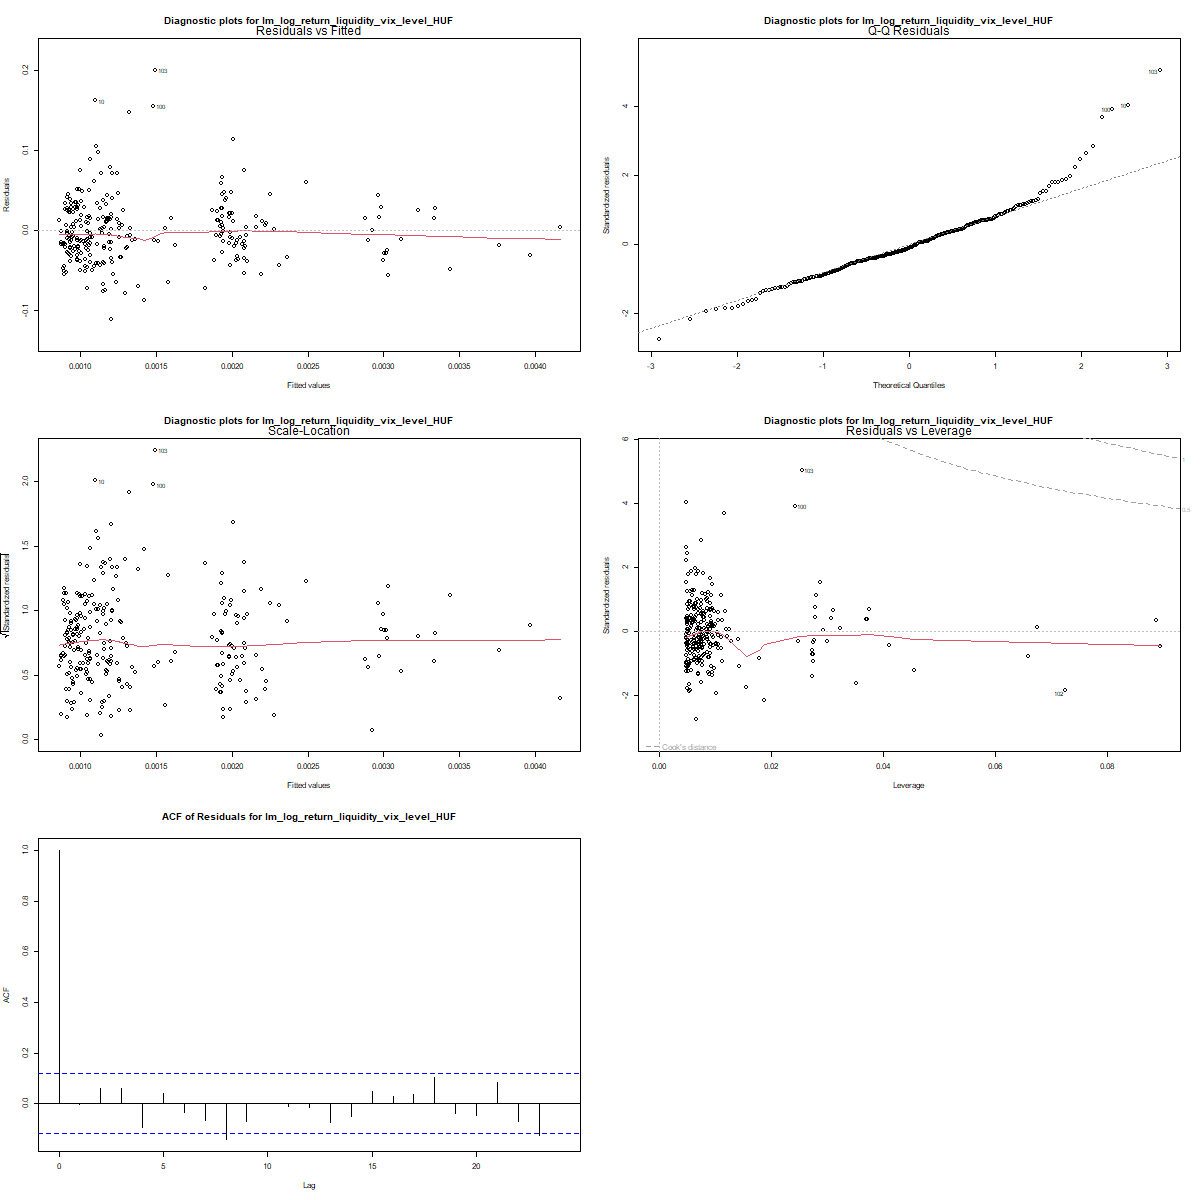 Diagnostic plots for lm_log_return_liquidity_vix_level_HUF
Residuals vs Fitted
0.2
0.1
0.0
-0.1
Residuals
103
10
100
0.0010 0.0015 0.0020 0.0025 0.0030 0.0035 0.0040
Fitted values
Diagnostic plots for lm_log_return_liquidity_vix_level_HUF
Q-Q Residuals
4
2
0
-2
Standardized residuals
103
100
10
-3 -2 -1 0 1 2 3
Theoretical Quantiles
Diagnostic plots for lm_log_return_liquidity_vix_level_HUF
Scale-Location
2.0
1.5
1.0
0.5
0.0
√|Standardized residuals|
103
10
100
0.0010 0.0015 0.0020 0.0025 0.0030 0.0035 0.0040
Fitted values
Diagnostic plots for lm_log_return_liquidity_vix_level_HUF
Residuals vs Leverage
6
4
2
0
-2
Standardized residuals
103
100
102
1
0.5
Cook's distance
0.00 0.02 0.04 0.06 0.08
Leverage
ACF of Residuals for lm_log_return_liquidity_vix_level_HUF
1.0
0.8
0.6
0.4
0.2
0.0
ACF
0 5 10 15 20
Lag